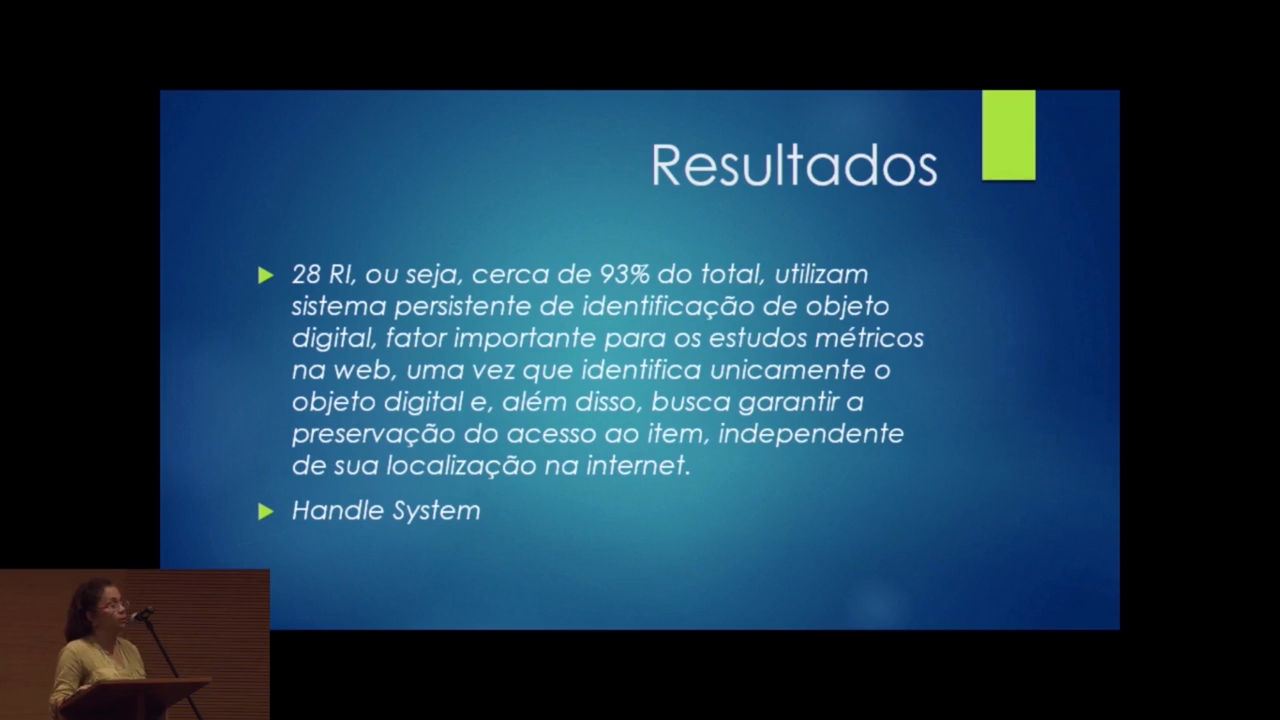 Resultados
28 RI, ou seja, cerca de 93% do total, utilizam
sistema persistente de identificação de objeto
digital, fator importante para os estudos métricos
na web, uma vez que identifica unicamente o
objeto digital e, além disso, busca garantir a
preservação do acesso ao item, independente
de sua localização na internet.
Handle System